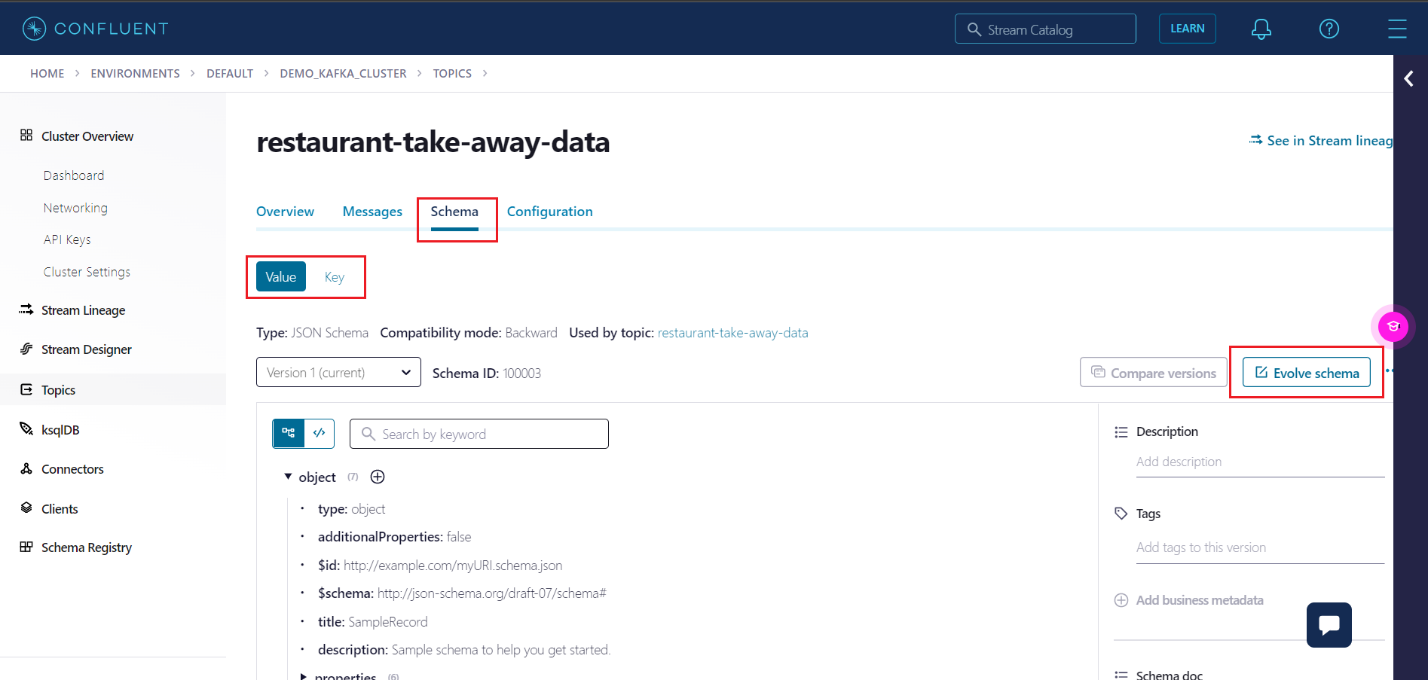 CONFLUENT
Stream Catalog
LEARN
HOME > ENVIRONMENTS > DEFAULT > DEMO_KAFKA_CLUSTER > TOPICS >
Cluster Overview
Dashboard
Networking
API Keys
Cluster Settings
Stream Lineage
Stream Designer
Topics
ksqlDB
Connectors
Clients
Schema Registry
restaurant-take-away-data
See in Stream lineag
Overview Messages Schema Configuration
Value Key
Type: JSON Schema Compatibility mode: Backward Used by topic: restaurant-take-away-data
Version 1 (current) Schema ID: 100003
Compare versions Evolve schema
Search by keyword
object (7)
type: object
additionalProperties: false
$id: http://example.com/myURI.schema.json
$schema: http://json-schema.org/draft-07/schema#
title: SampleRecord
description: Sample schema to help you get started.
properties (6)
Description
Add description
Tags
Add tags to this version
Add business metadata
Schema doc